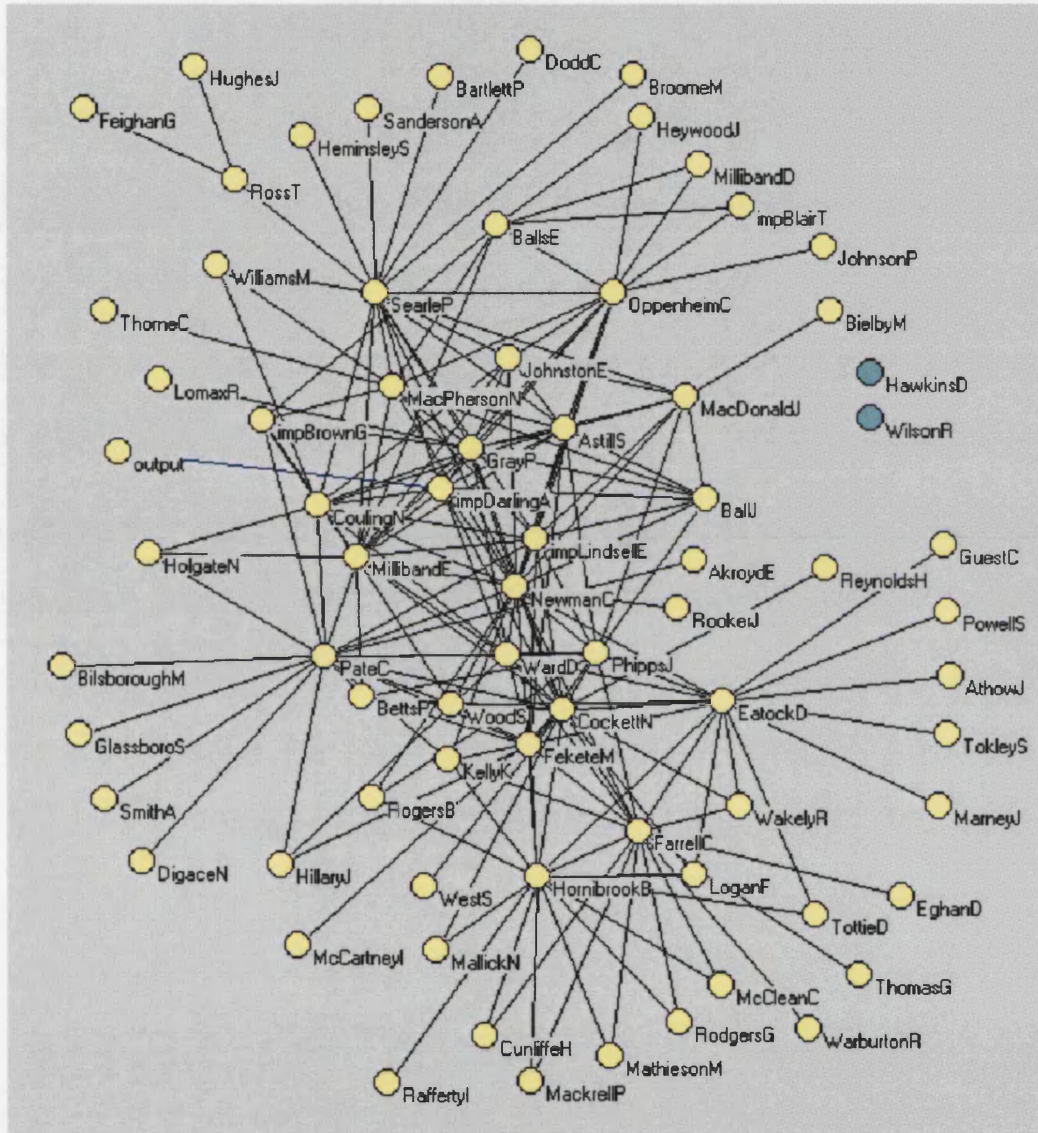 DoddC
HughesJ
BartlettP
BroomeM
FeighanG
SandersonA
HeywoodJ
HeminsleyS
MillibandD
RossT
impBlairT
BallsE
JohnsonP
WilliamsM
SearleP
OppenheimC
ThorneC
BielbyM
JohnstonE
LomaxR
MacPhersonN
HawkinsD
MacDonaldJ
impBrownG
AstillS
WilsonR
GrayP
output
impDarlingA
CoulingN
BallJ
impLindsellE
HolgateN
MillibandE
GuestC
AkroydE
ReynoldsH
NewmanC
RookerJ
PowellS
BilsboroughM
PateC
WardD
PhippsJ
AthowJ
BettsP
WoodS
CockettN
EatockD
GlassboroS
TokleyS
FeketeM
KellyK
SmithA
RogersB
WakelyR
MarneyJ
FarrellC
DigaceN
HillaryJ
WestS
HornibrookB
LoganF
EghanD
TottieD
McCartneyI
MallickN
ThomasG
McCleanC
RodgersG
WarburtonR
CunliffeH
MathiesonM
RaffertyI
MackrellP